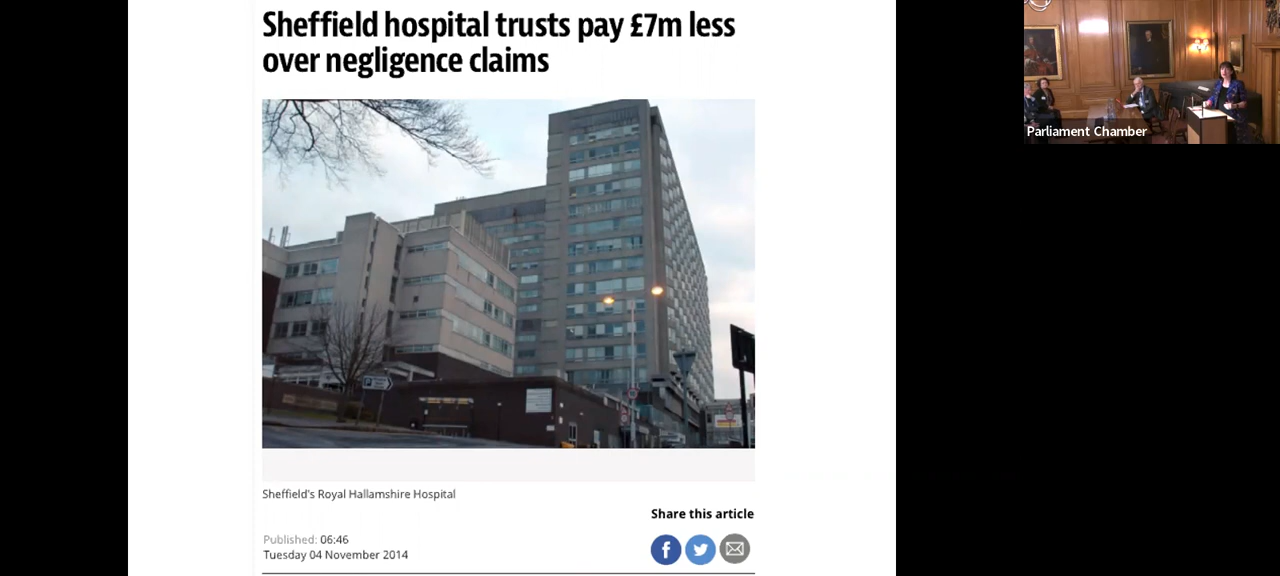 Sheffield hospital trusts pay £7m less
over negligence claims
Parliament Chamber
Sheffield's Royal Hallamshire Hospital
Share this article
Published: 06:46
Tuesday 04 November 2014